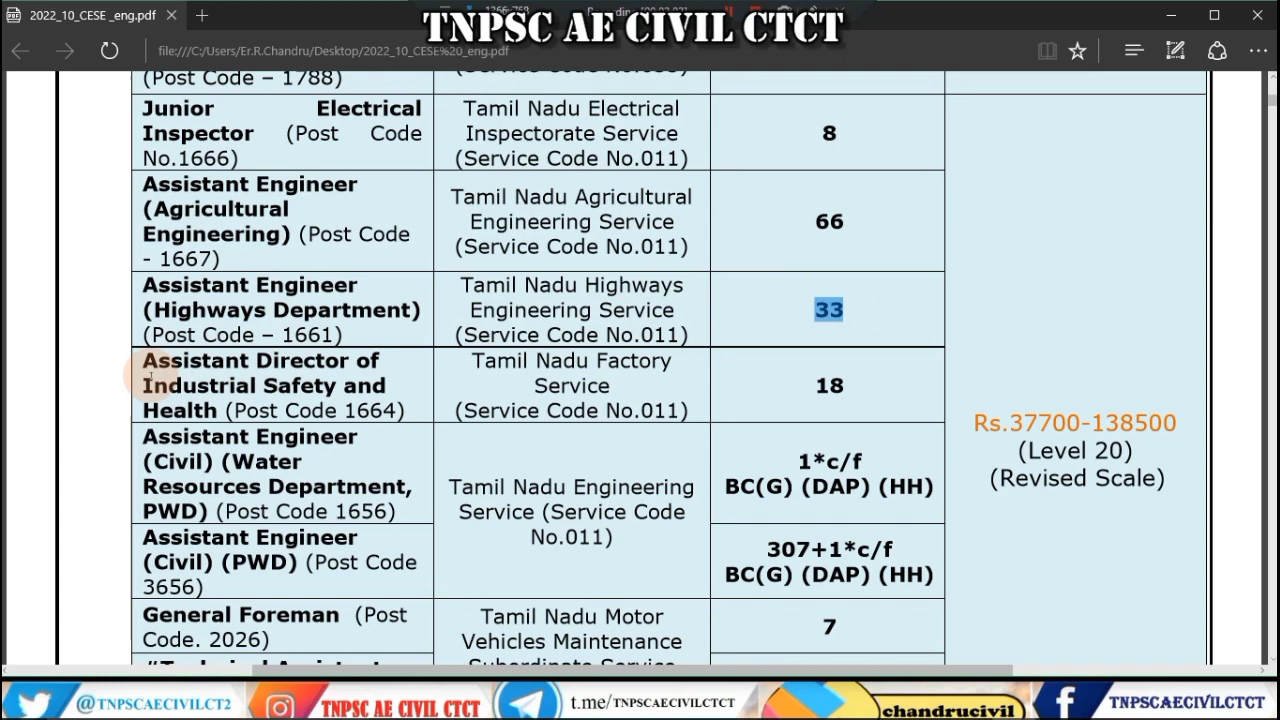 2022_10_CESE _eng.pdf
TNPSC AE CIVIL CTCT
file:///C:/Users/Er.R.Chandru/Desktop/2022_10_CESE%20_eng.pdf
(Post Code – 1788)
Junior Electrical
Inspector (Post Code
No.1666)
Tamil Nadu Electrical
Inspectorate Service
(Service Code No.011)
8
Assistant Engineer
(Agricultural
Engineering) (Post Code
- 1667)
Tamil Nadu Agricultural
Engineering Service
(Service Code No.011)
66
Assistant Engineer
(Highways Department)
(Post Code – 1661)
Tamil Nadu Highways
Engineering Service
(Service Code No.011)
33
Assistant Director of
Industrial Safety and
Health (Post Code 1664)
Tamil Nadu Factory
Service
(Service Code No.011)
18
Assistant Engineer
(Civil) (Water
Resources Department,
PWD) (Post Code 1656)
Tamil Nadu Engineering
Service (Service Code
No.011)
1*c/f
BC(G) (DAP) (HH)
Assistant Engineer
(Civil) (PWD) (Post Code
3656)
307+1*c/f
BC(G) (DAP) (HH)
General Foreman (Post
Code. 2026)
Tamil Nadu Motor
Vehicles Maintenance
Subordinate Service
7
Rs.37700-138500
(Level 20)
(Revised Scale)
#Technical Assistant
@TNPSCAECIVILCT2
TNPSC AE CIVIL CTCT
t.me/TNPSCAECIVILCTCT
chandrucivil
TNPSCAECIVILCTCT